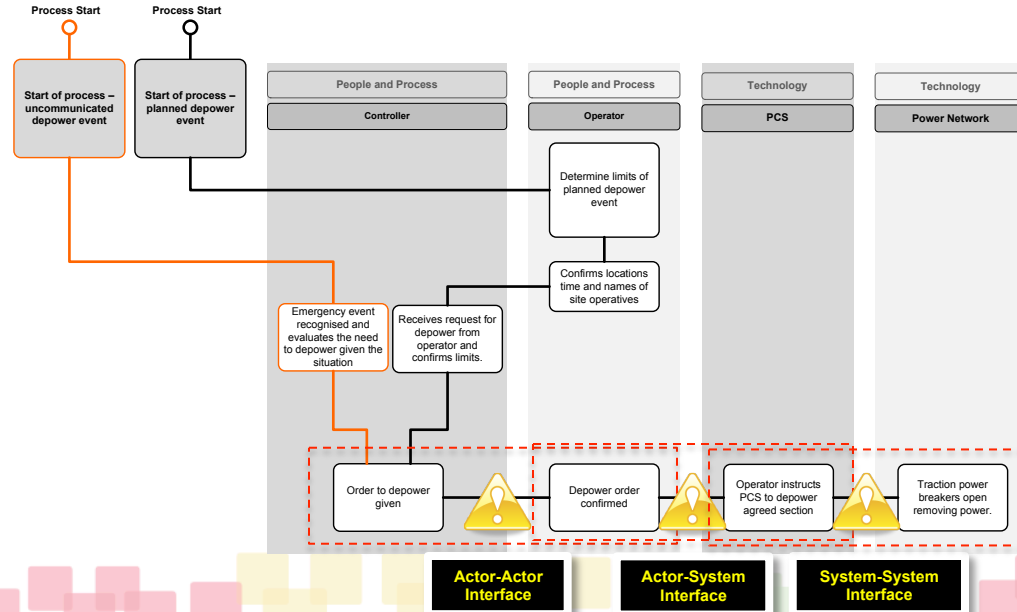 Process Start
Process Start
Start of process –
uncommunicated
depower event
Start of process –
planned depower
event
People and Process
People and Process
Technology
Technology
Controller
Operator
PCS
Power Network
Determine limits of
planned depower
event
Confirms locations
time and names of
site operatives
Emergency event
recognised and
evaluates the need
to depower given the
situation
Receives request for
depower from
operator and
confirms limits.
Order to depower
given
Depower order
confirmed
Operator instructs
PCS to depower
agreed section
Traction power
breakers open
removing power.
Actor-Actor
Interface
Actor-System
Interface
System-System
Interface